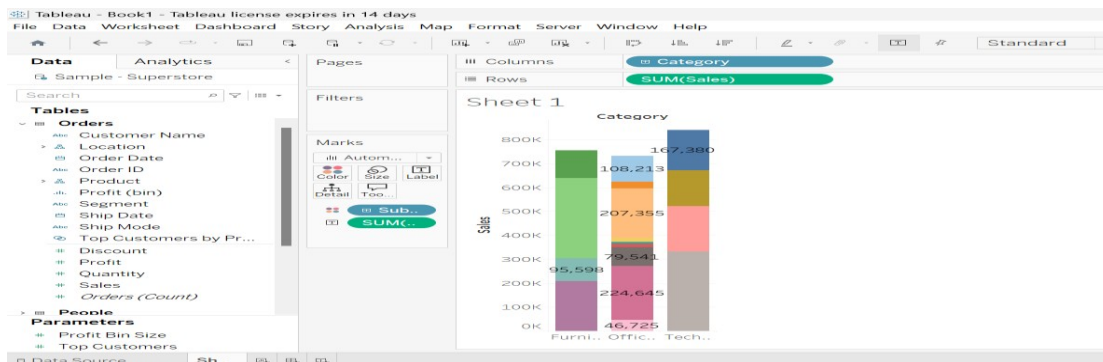 Tableau - Book1 - Tableau license expires in 14 days
File Data Worksheet Dashboard Story Analysis Map Format Server Window Help
Standard
Data Analytics Pages Columns Category
Sample - Superstore Rows SUM(Sales)
Search Filters Sheet 1
Tables Category
Orders
Abc Customer Name 800K 167,380
Location Marks
Order Date Autom... 700K 108,213
Abc Order ID Color Size Label
Product 600K
Profit (bin) Detail Too...
Abc Segment Sub.. 500K 207,355
Ship Date SUM(.. Sales
Abc Ship Mode 400K
Top Customers by Pr...
Discount 300K 79,541
Profit 95,598
Quantity 200K 224,645
Sales
Orders (Count) 100K
People
Parameters 0K 46,725
Profit Bin Size Furni.. Offic.. Tech..
Top Customers
Data Source Sh